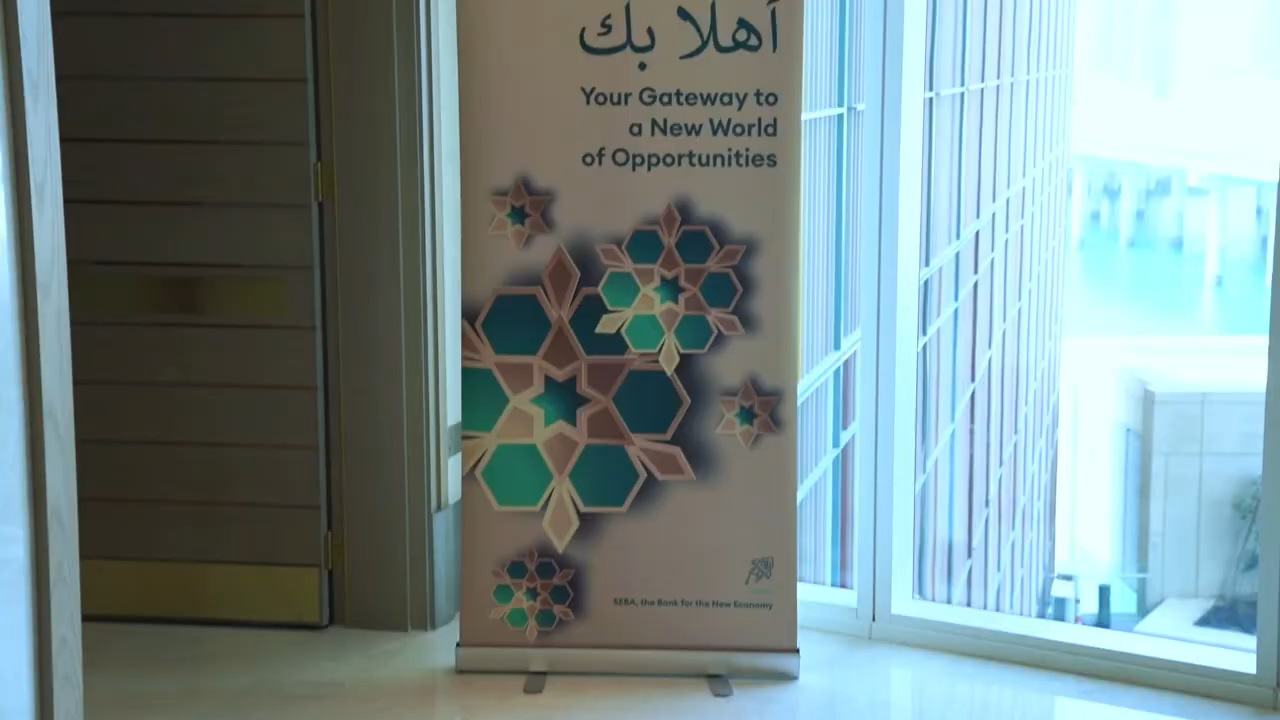 أهلا بك
Your Gateway to
a New World
of Opportunities
SEBA, the Bank for the New Economy